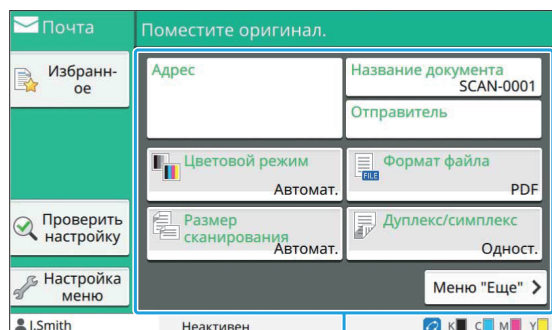 Почта
Поместите оригинал.
Избранн-
ое
Адрес
Название документа
SCAN-0001
Отправитель
Цветовой режим
Автомат.
Формат файла
FILE
PDF
Проверить
настройку
Размер
сканирования
Автомат.
Дуплекс/симплекс
Одност.
Настройка
меню
Меню "Еще"
J.Smith
Неактивен
K C M Y